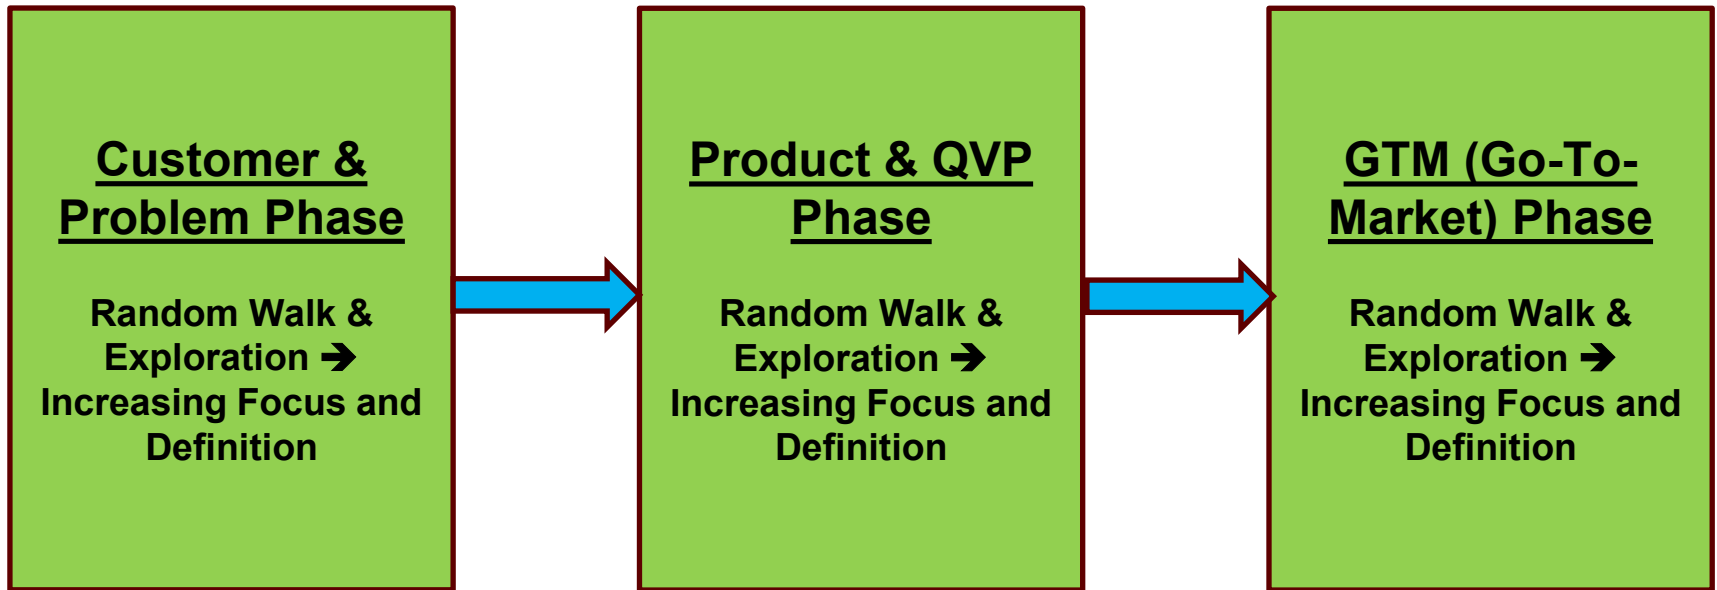 Customer &
Problem Phase
Random Walk &
Exploration ➔
Increasing Focus and
Definition
Product & QVP
Phase
Random Walk &
Exploration ➔
Increasing Focus and
Definition
GTM (Go-To-
Market) Phase
Random Walk &
Exploration ➔
Increasing Focus and
Definition